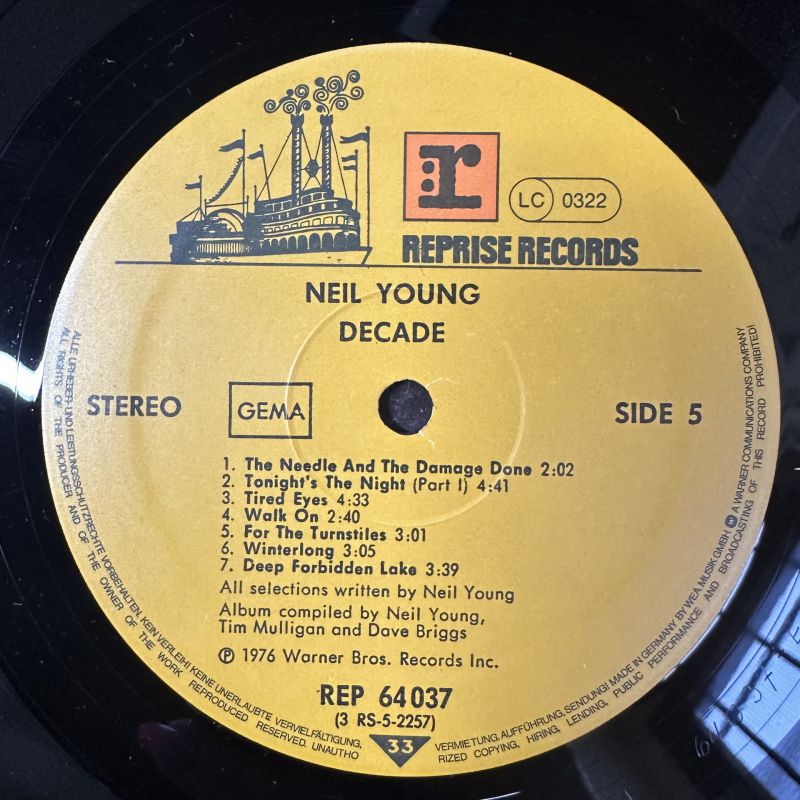 r
LC 0322
REPRISE RECORDS
NEIL YOUNG
DECADE
STEREO
GEMA
SIDE 5
1. The Needle And The Damage Done 2:02
2. Tonight's The Night (Part I) 4:41
3. Tired Eyes 4:33
4. Walk On 2:40
5. For The Turnstiles 3:01
6. Winterlong 3:05
7. Deep Forbidden Lake 3:39
All selections written by Neil Young
Album compiled by Neil Young,
Tim Mulligan and Dave Briggs
℗ 1976 Warner Bros. Records Inc.
REP 64037
(3 RS-5-2257)
33
ALLE URHEBER- UND LEISTUNGSSCHUTZRECHTE VORBEHALTEN. KEIN VERLEIH! KEINE UNERLAUBTE VERVIELFÄLTIGUNG, VERMIETUNG, AUFFÜHRUNG, SENDUNG! MADE IN GERMANY BY WEA MUSIK GMBH A WARNER COMMUNICATIONS COMPANY
ALL RIGHTS OF THE PRODUCER AND OF THE OWNER OF THE WORK REPRODUCED RESERVED. UNAUTHO RIZED COPYING, HIRING, LENDING, PUBLIC PERFORMANCE AND BROADCASTING OF THIS RECORD PROHIBITED!